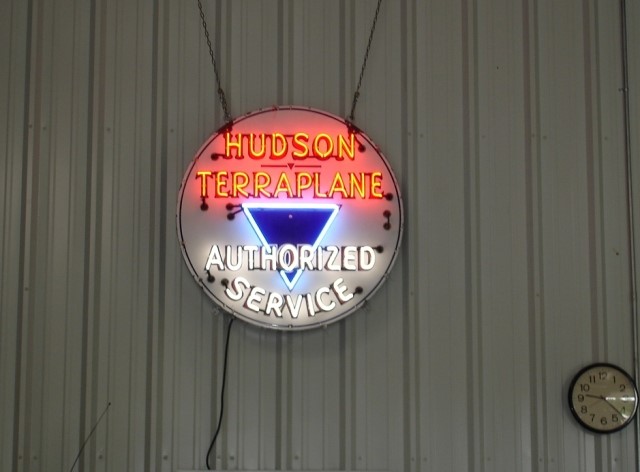 HUDSON
TERRAPLANE
AUTHORIZED
SERVICE